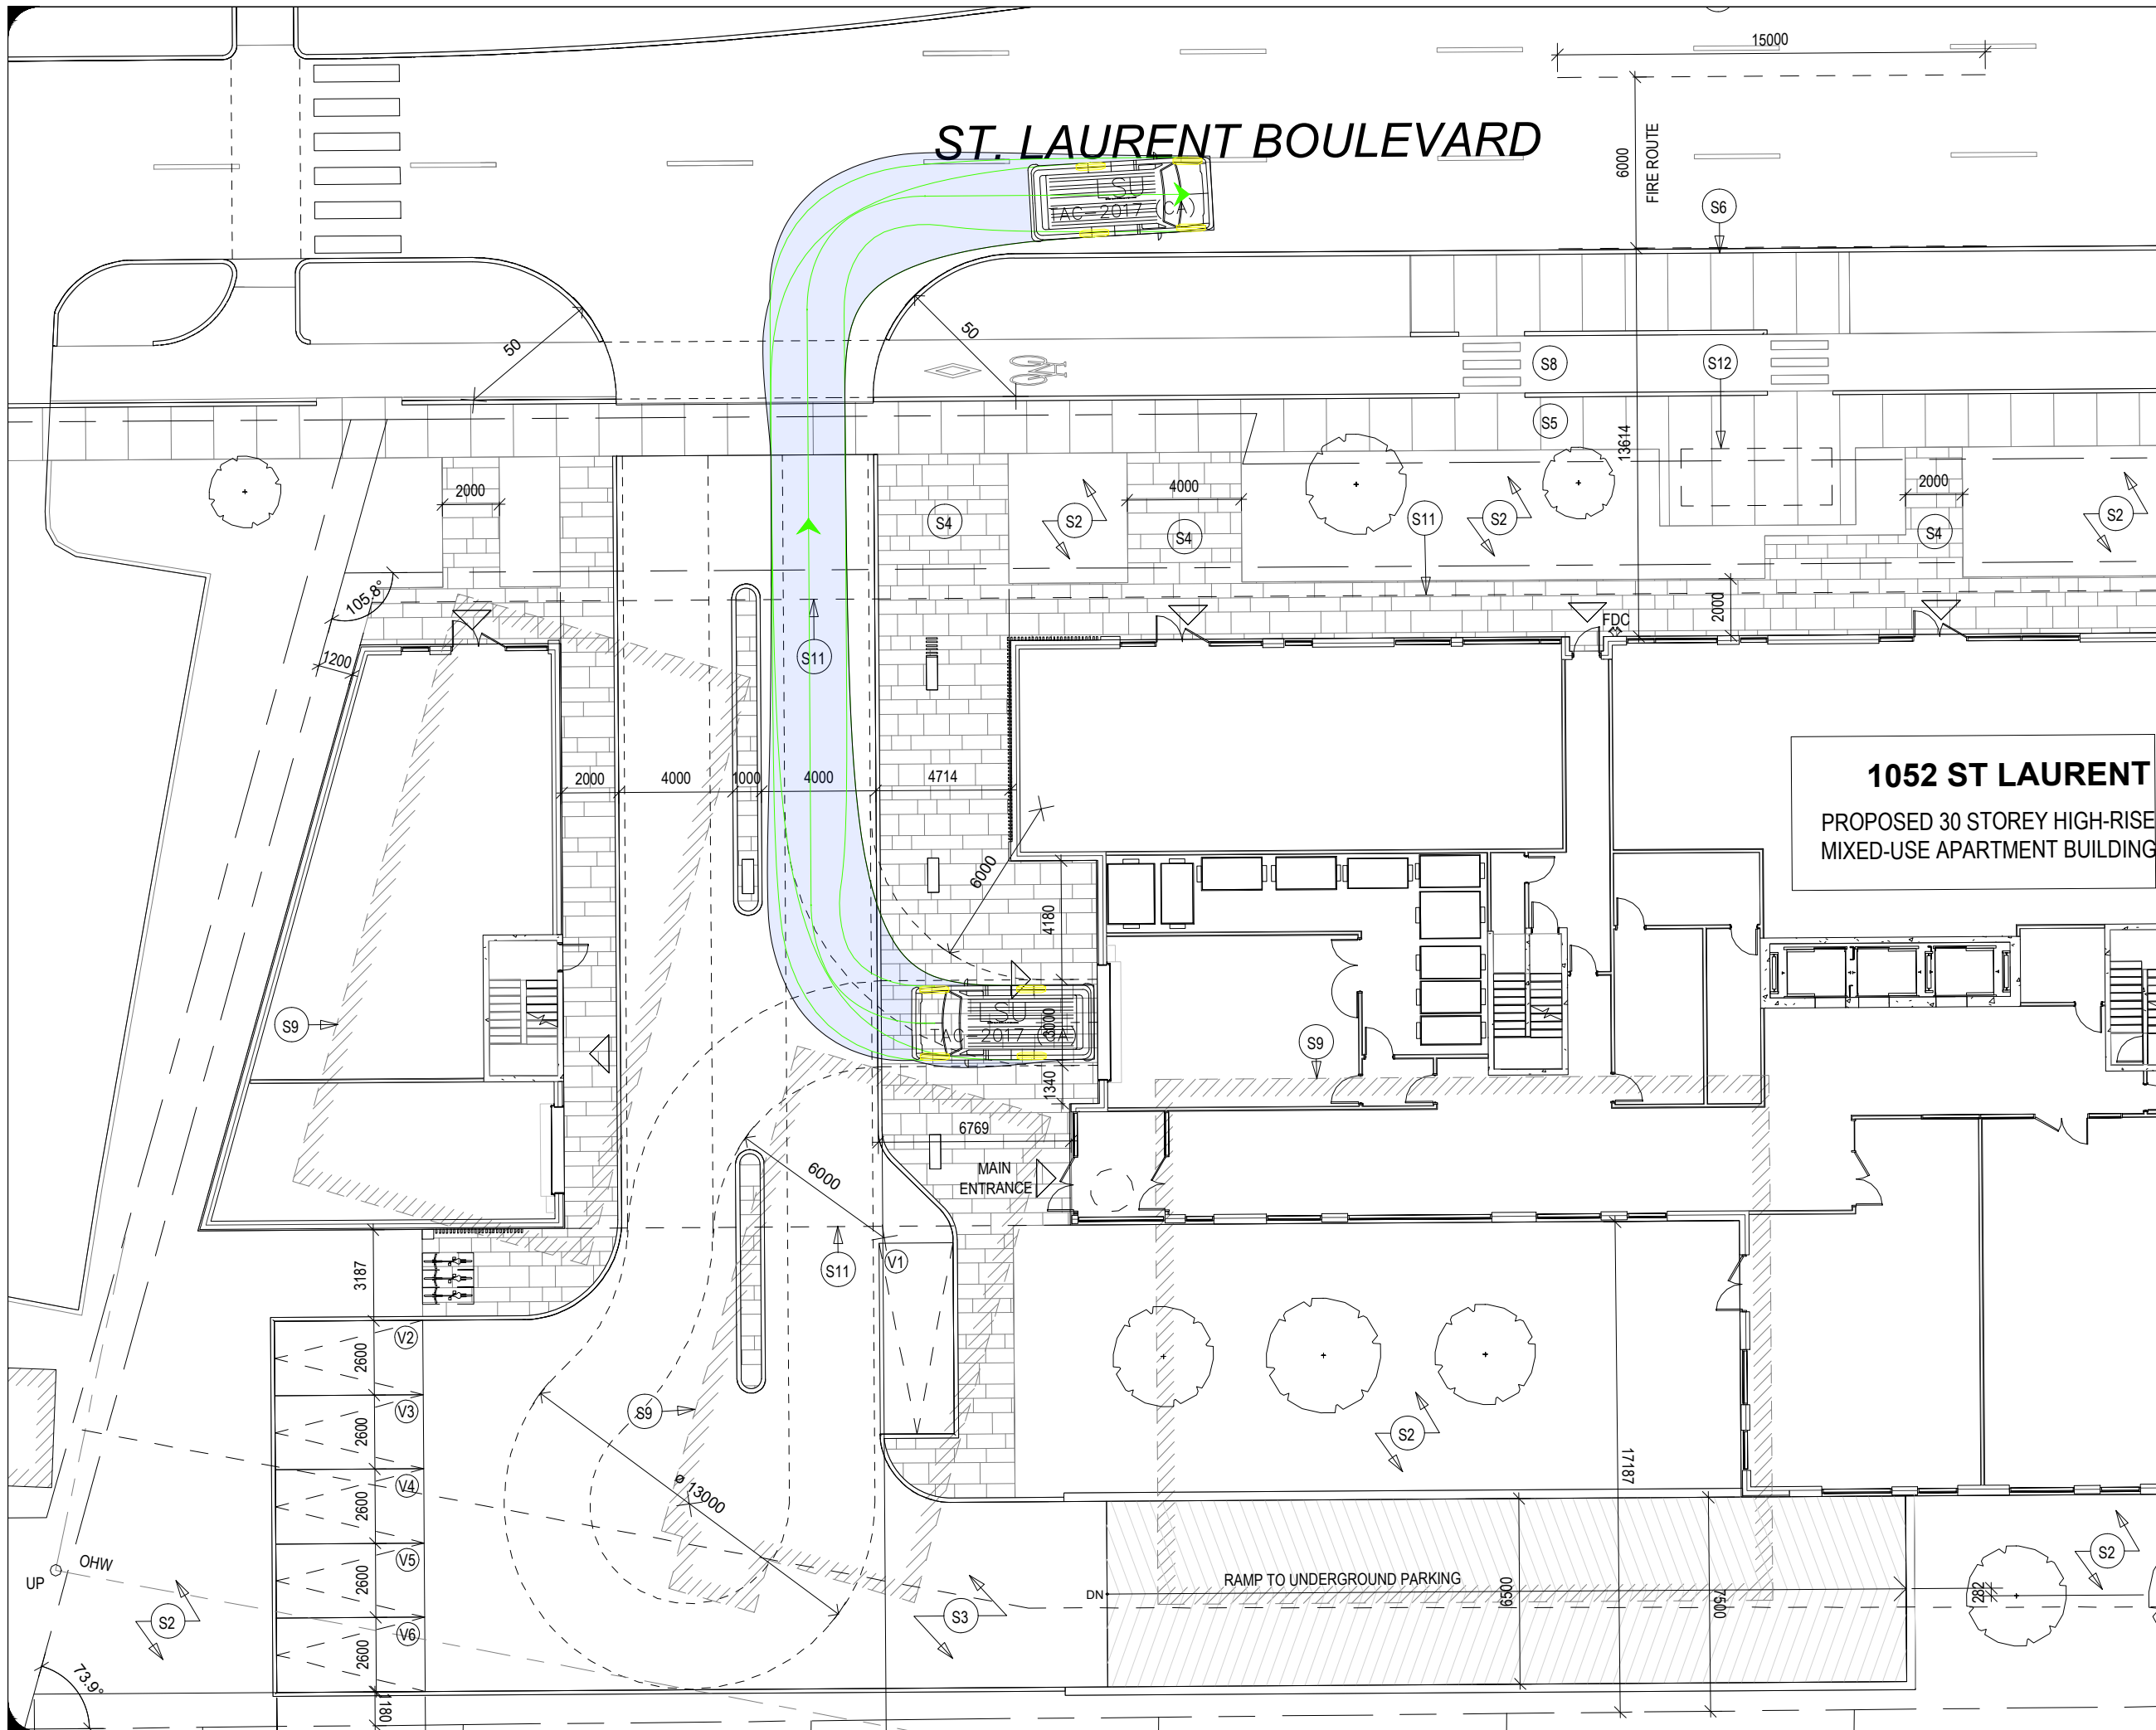 15000
ST. LAURENT BOULEVARD
6000
FIRE ROUTE
LSU
TAC-2017 (CA)
S6
50
50
S8
S12
S5
13614
2000
4000
2000
S4
S2
S4
S11
S2
S4
S2
105.8°
1200
S11
FDC
2000
2000
4000
1000
4000
4714
1052 ST LAURENT
PROPOSED 30 STOREY HIGH-RISE
MIXED-USE APARTMENT BUILDING
6000
4180
S9
LSU
3000
TAC-2017 (CA)
S9
1340
6769
MAIN
ENTRANCE
6000
3187
S11
V1
V2
2600
V3
2600
S9
S2
V4
2600
ø 13000
17187
V5
2600
OHW
UP
RAMP TO UNDERGROUND PARKING
DN
6500
7500
S2
282
S2
S3
V6
2600
73.9°
1180